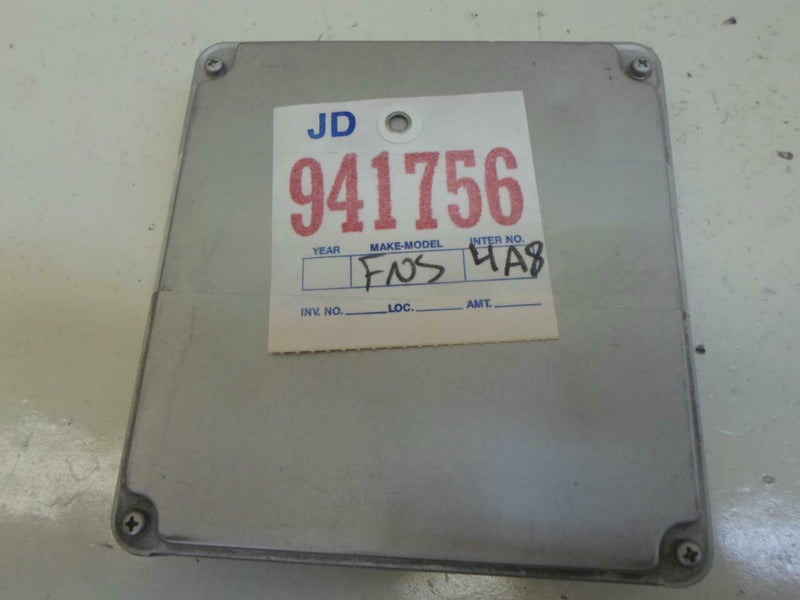 JD
941756
YEAR MAKE-MODEL INTER NO.
FNS 4A8
INV. NO. LOC. AMT.